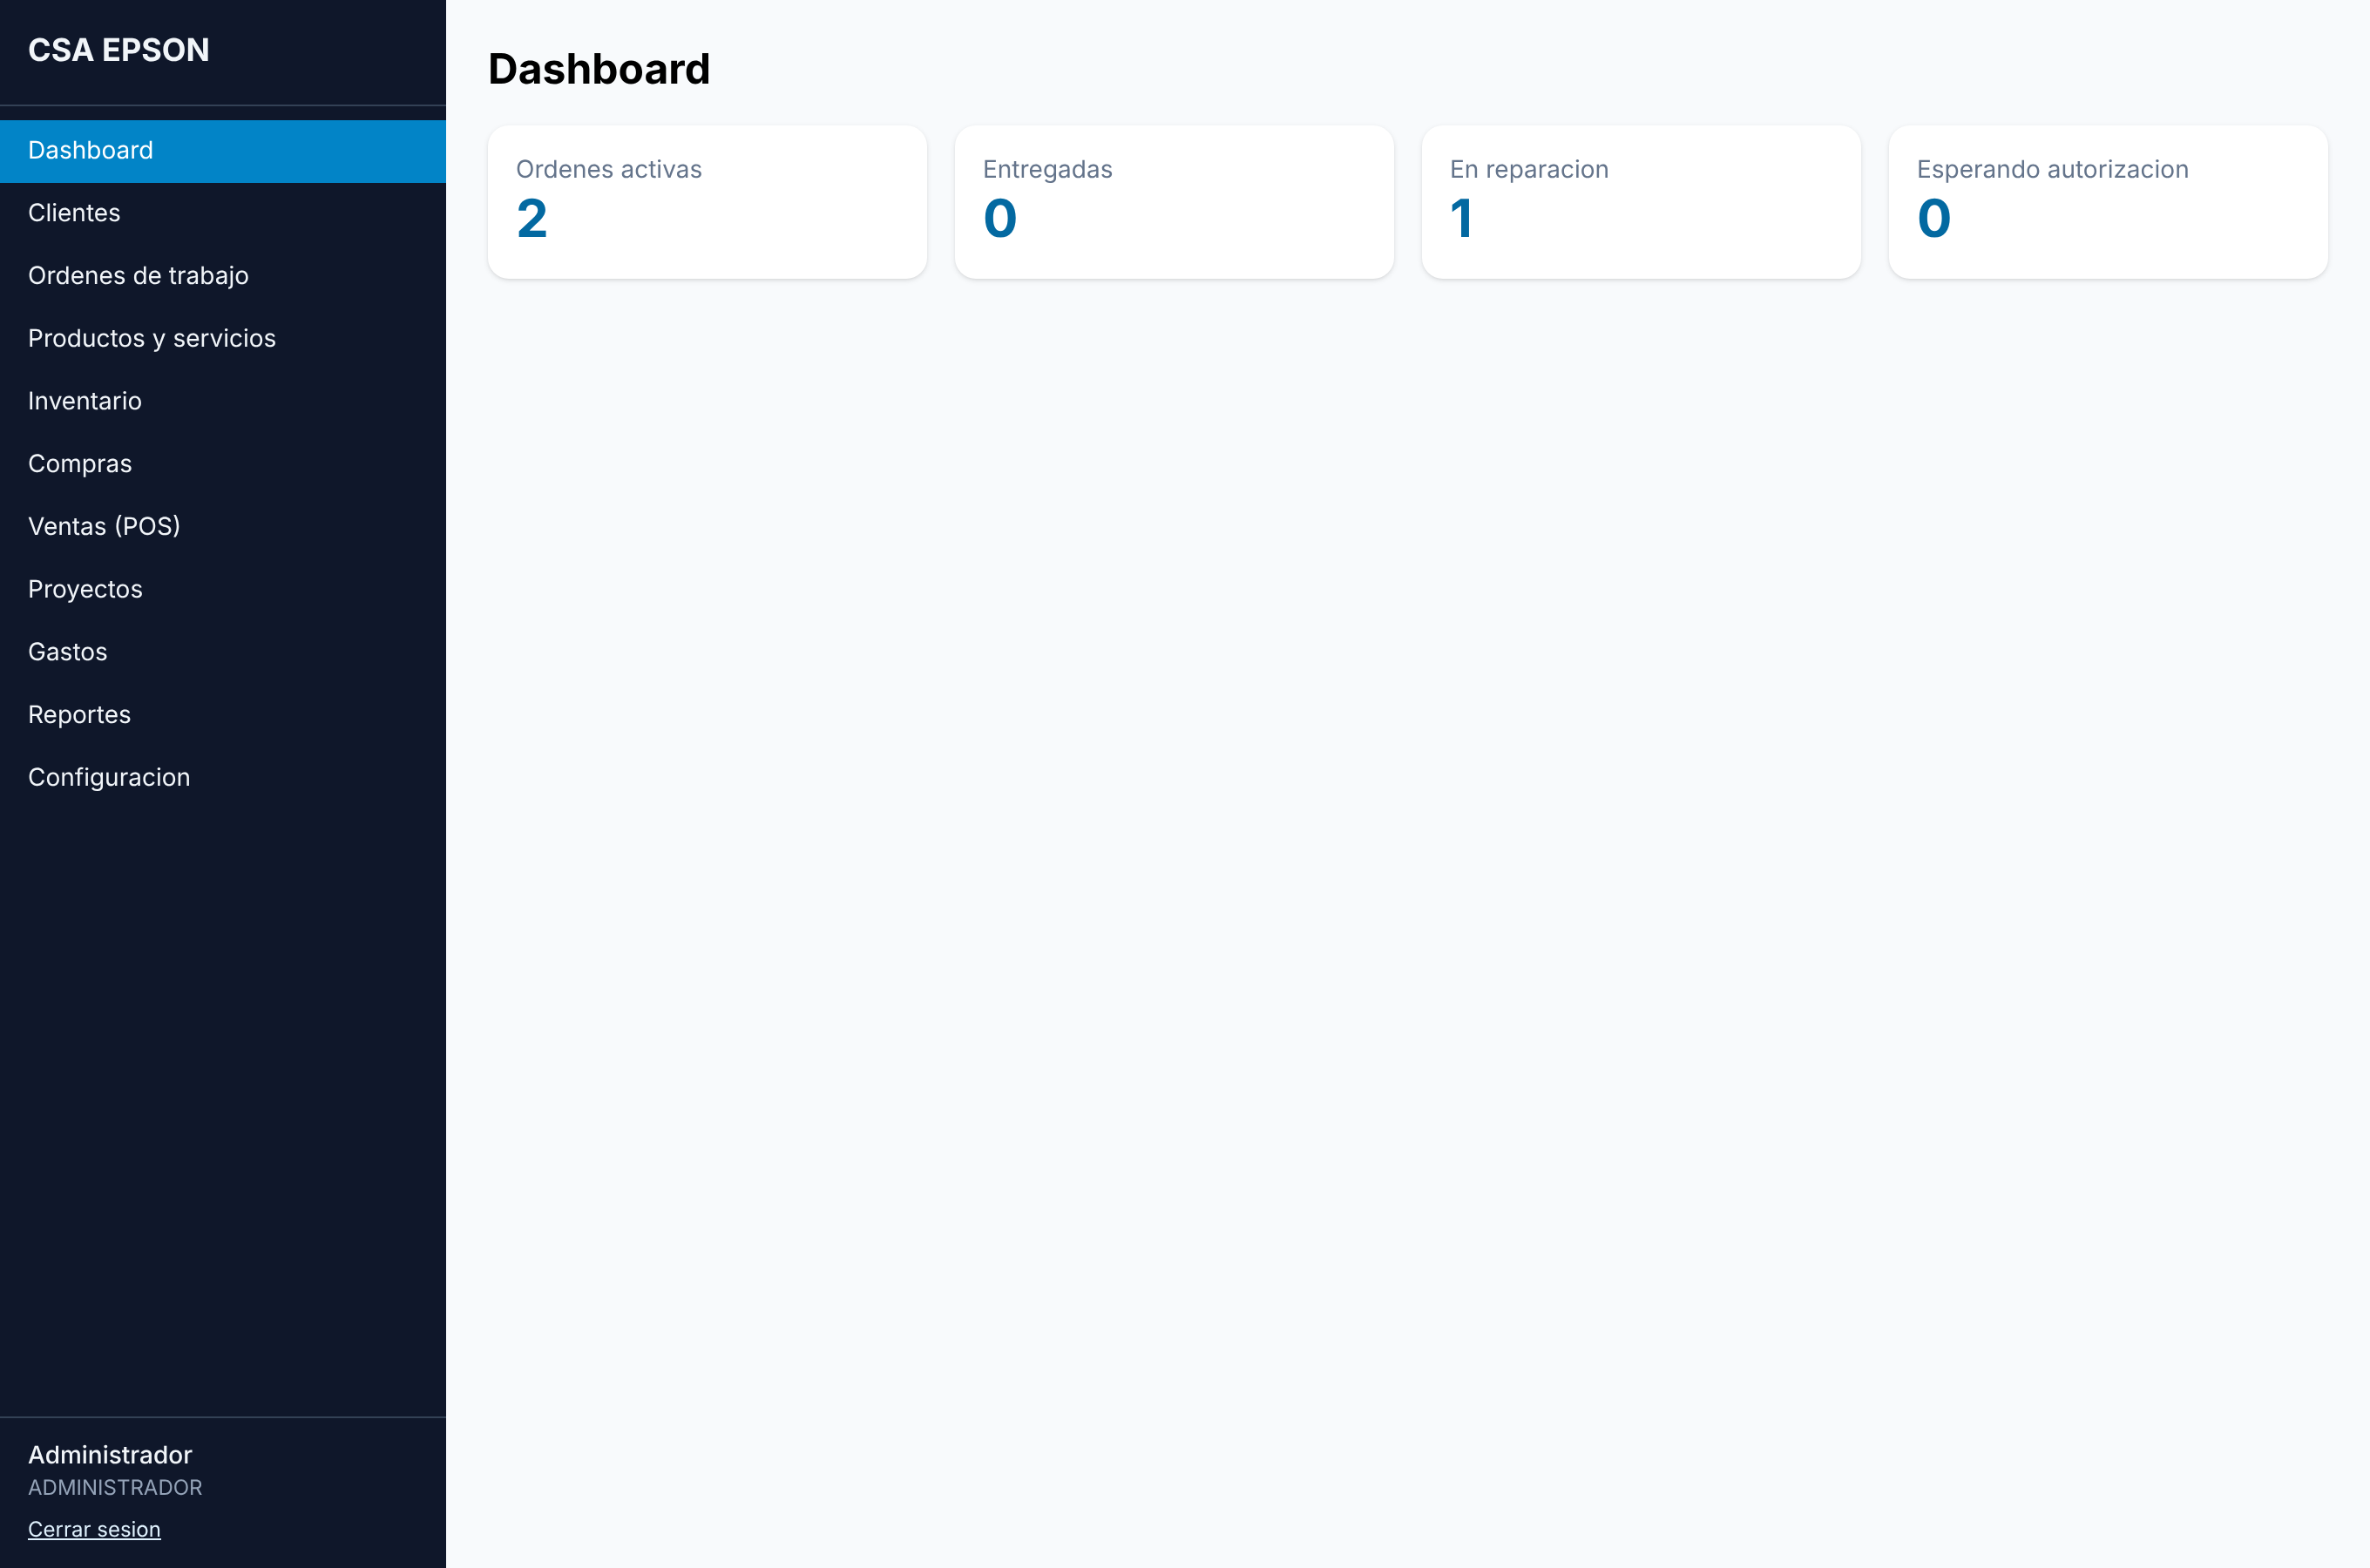 CSA EPSON
Dashboard
Clientes
Ordenes de trabajo
Productos y servicios
Inventario
Compras
Ventas (POS)
Proyectos
Gastos
Reportes
Configuracion
Administrador
ADMINISTRADOR
Cerrar sesion
Dashboard
Ordenes activas
2
Entregadas
0
En reparacion
1
Esperando autorizacion
0